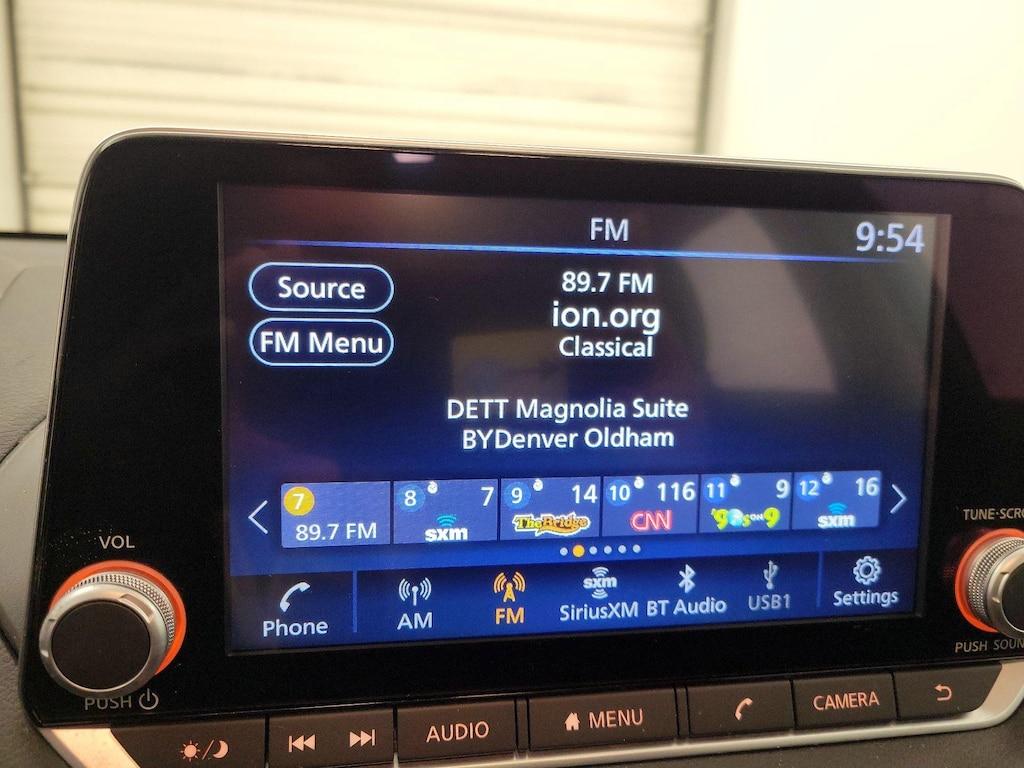 FM
9:54
Source
89.7 FM
ion.org
FM Menu
Classical
DETT Magnolia Suite
BYDenver Oldham
7
89.7 FM
8
7
sxm
9
14
The Bridge
10
116
CNN
11
9
'90s ON 9
12
16
sxm
Phone
AM
FM
sxm
SiriusXM
BT Audio
USB1
Settings
VOL
PUSH
TUNE·SCRO
PUSH SOUN
AUDIO
MENU
CAMERA